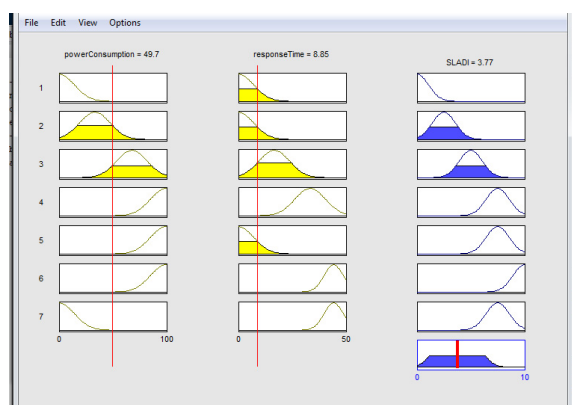 File Edit View Options
powerConsumption = 49.7 responseTime = 8.85 SLADI = 3.77
1
2
3
4
5
6
7
0 100 0 50
0 10